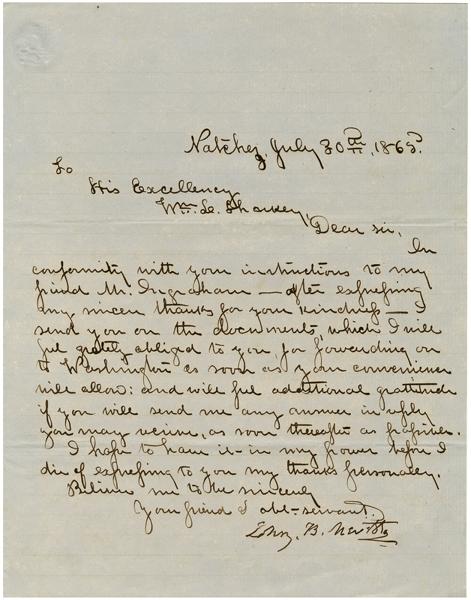 Natchez, July 30th, 1865.
To
His Excellency
Wm. L. Sharkey,
Dear sir,
In
conformity with your instructions to my
friend Mr. Ingraham — after expressing
my sincere thanks for your kindness — I
send you on the documents, which I will
feel greatly obliged to you, for forwarding on
to Washington as soon as your convenience
will allow: and will feel additional gratitude
if you will send me any answer in reply
you may receive, as soon thereafter as possible.
I hope to have it in my power before I
die of expressing to you my thanks personally.
Believe me to be sincerely
Your friend & obt-servant.
B.